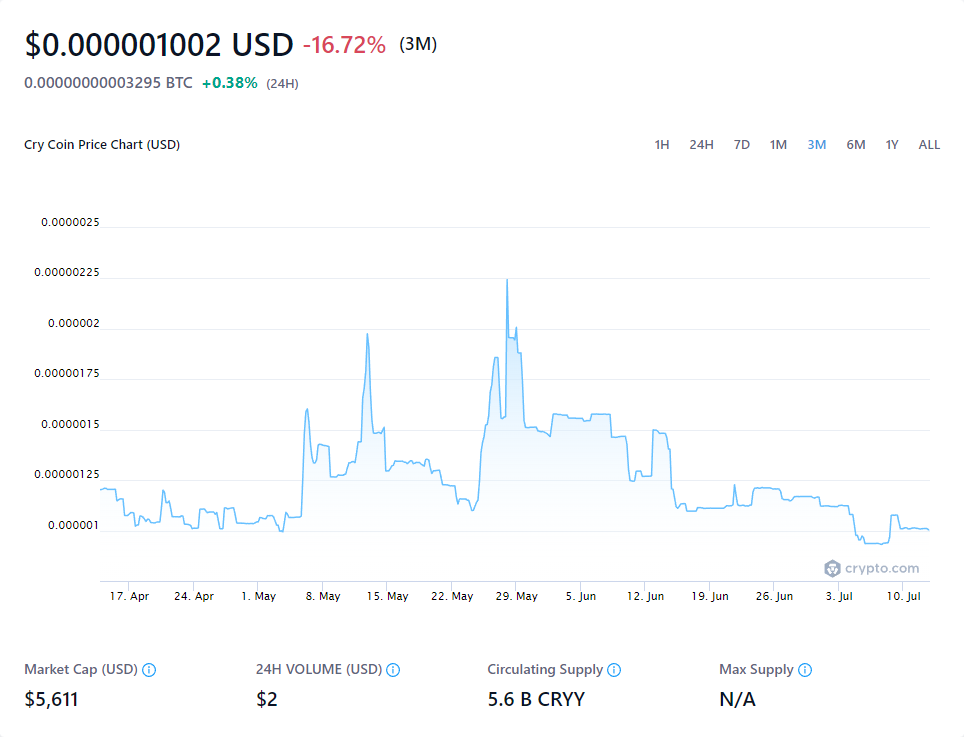 $0.000001002 USD -16.72% (3M)
0.00000000003295 BTC +0.38% (24H)
Cry Coin Price Chart (USD) 1H 24H 7D 1M 3M 6M 1Y ALL
0.0000025
0.00000225
0.000002
0.00000175
0.0000015
0.00000125
0.000001
crypto.com
17. Apr 24. Apr 1. May 8. May 15. May 22. May 29. May 5. Jun 12. Jun 19. Jun 26. Jun 3. Jul 10. Jul
Market Cap (USD) 24H VOLUME (USD) Circulating Supply Max Supply
$5,611 $2 5.6 B CRYY N/A